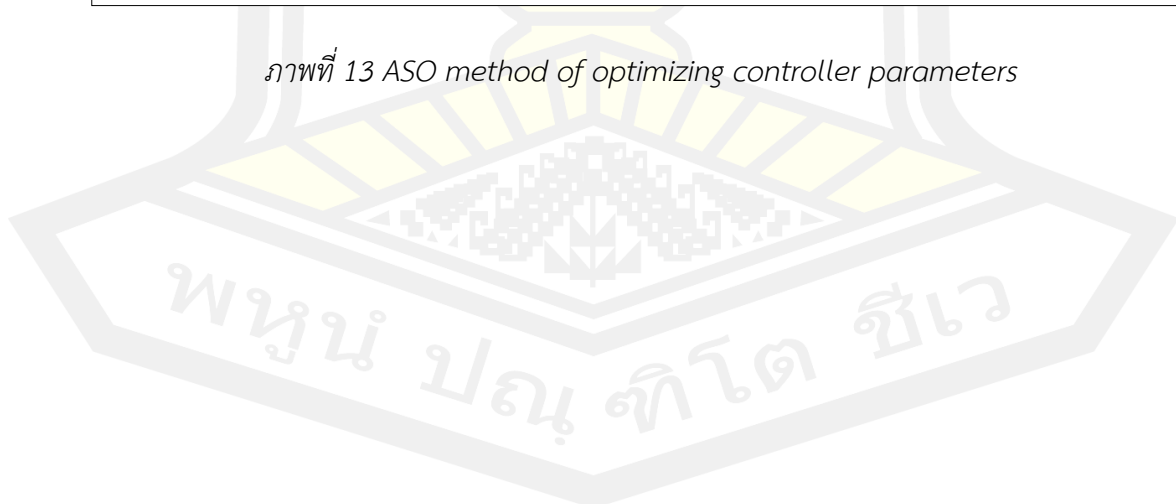 ภาพที่ 13 ASO method of optimizing controller parameters
พหูนํ ปณฺฑิโต ชีเว